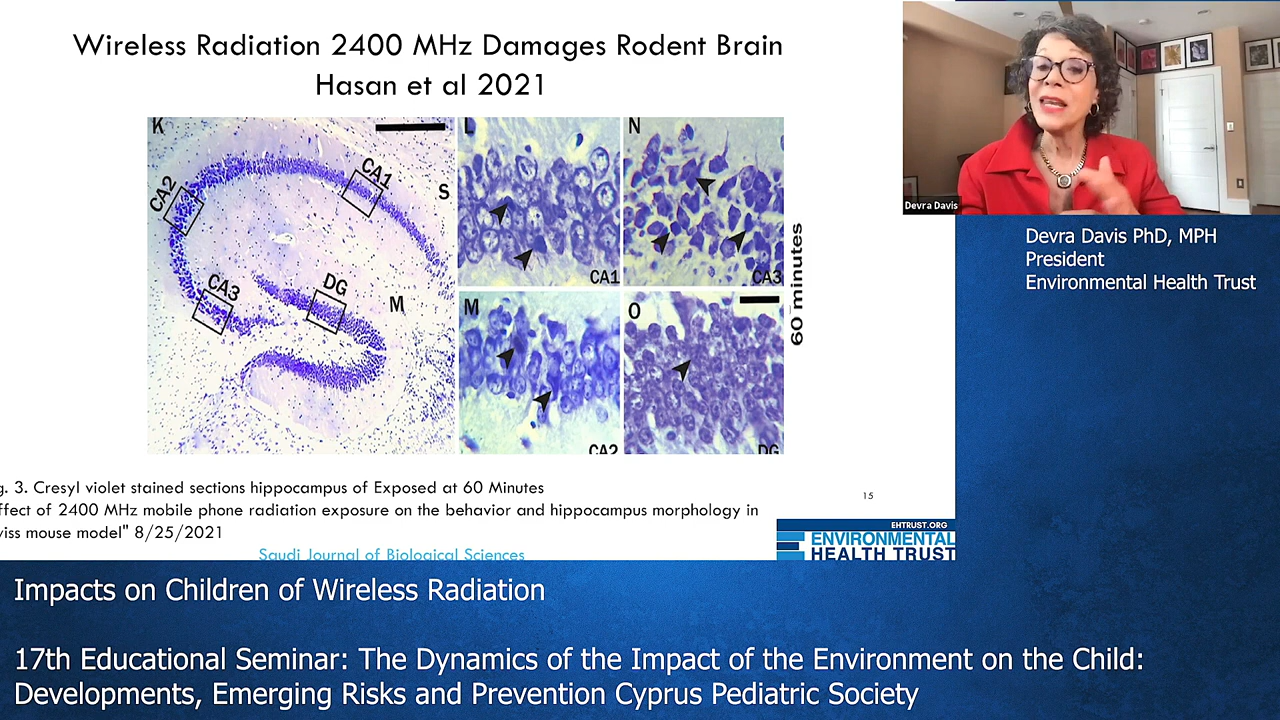 Wireless Radiation 2400 MHz Damages Rodent Brain
Hasan et al 2021
K
CA1
CA2
S
CA3
DG
M
L
CA1
N
CA3
M
CA2
O
DG
60 minutes
g. 3. Cresyl violet stained sections hippocampus of Exposed at 60 Minutes
ffect of 2400 MHz mobile phone radiation exposure on the behavior and hippocampus morphology in
viss mouse model" 8/25/2021
Saudi Journal of Biological Sciences
15
EHTRUST.ORG
ENVIRONMENTAL
HEALTH TRUST
Devra Davis
Devra Davis PhD, MPH
President
Environmental Health Trust
Impacts on Children of Wireless Radiation
17th Educational Seminar: The Dynamics of the Impact of the Environment on the Child:
Developments, Emerging Risks and Prevention Cyprus Pediatric Society